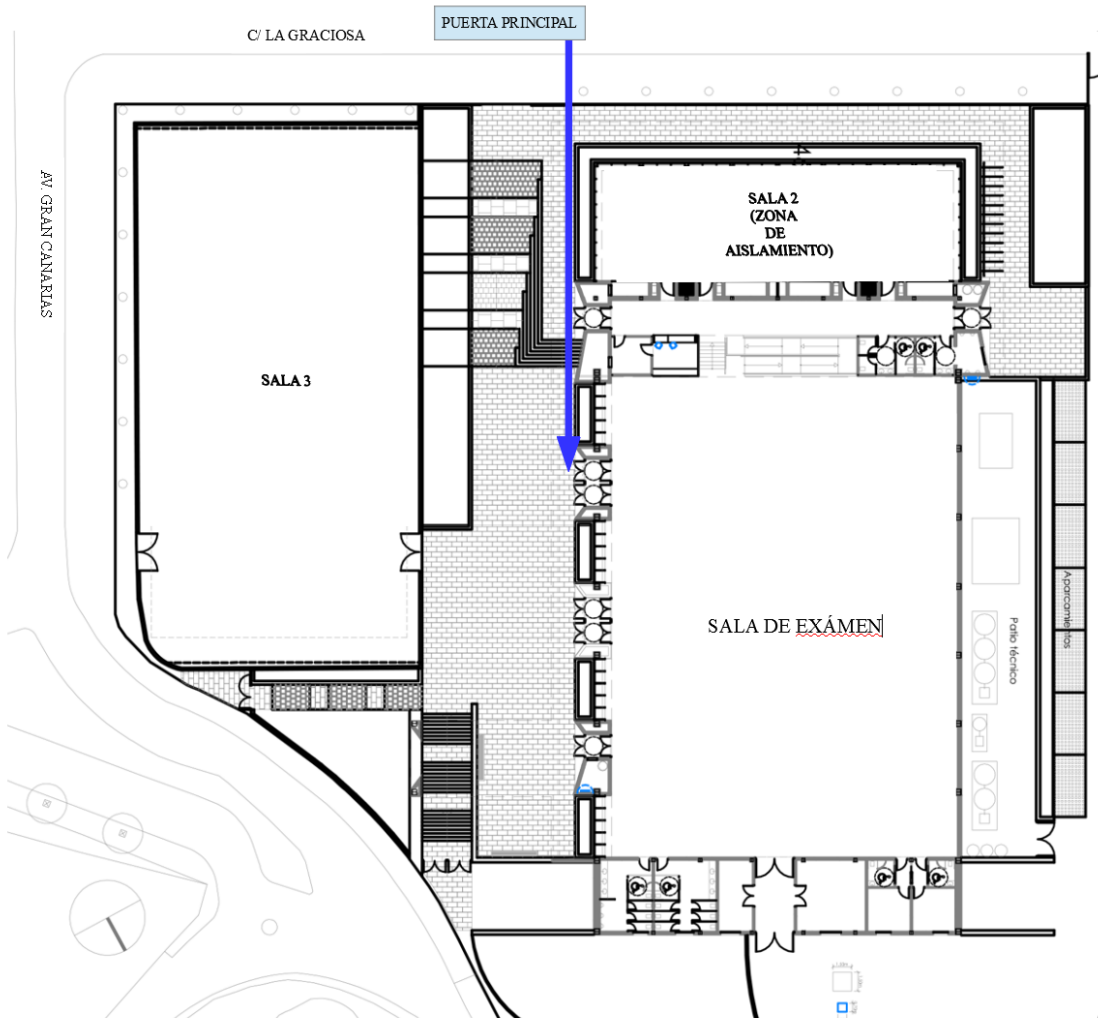 PUERTA PRINCIPAL
C/ LA GRACIOSA
AV. GRAN CANARIAS
SALA 2
(ZONA
DE
AISLAMIENTO)
SALA 3
SALA DE EXÁMEN
Aparcamientos
Patio técnico